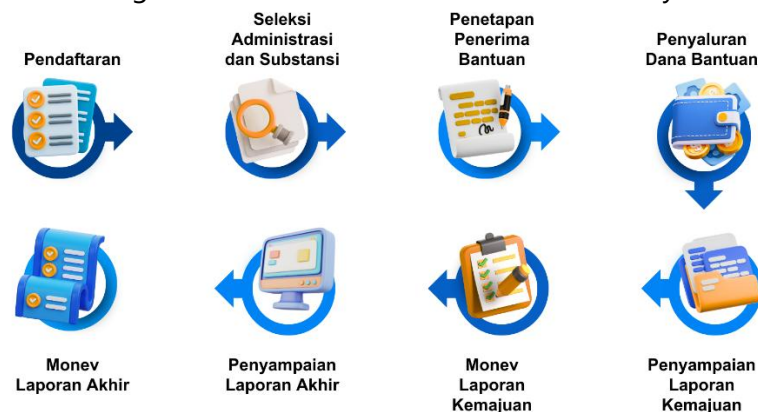 Pendaftaran
Seleksi
Administrasi
dan Substansi
Penetapan
Penerima
Bantuan
Penyaluran
Dana Bantuan
Monev
Laporan Akhir
Penyampaian
Laporan Akhir
Monev
Laporan
Kemajuan
Penyampaian
Laporan
Kemajuan